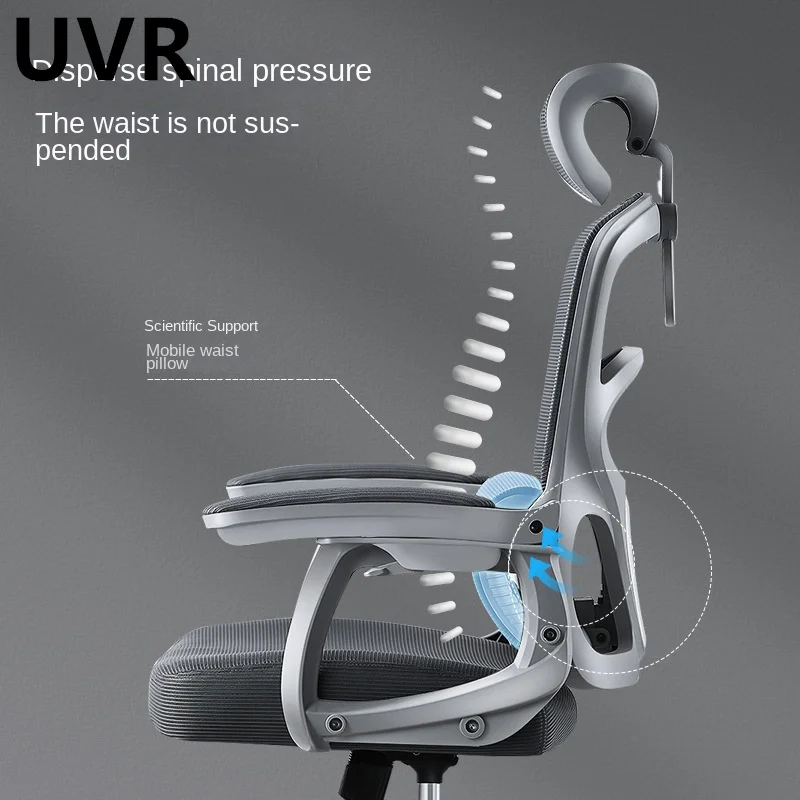 UVR
Disperse spinal pressure
The waist is not sus-
pended
Scientific Support
Mobile waist
pillow